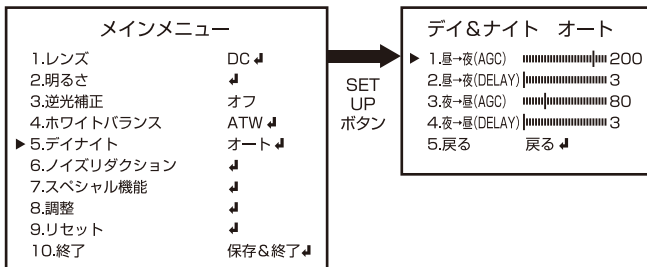 メインメニュー
1.レンズ DC↲
2.明るさ ↲
3.逆光補正 オフ
4.ホワイトバランス ATW↲
▶5.デイナイト オート↲
6.ノイズリダクション ↲
7.スペシャル機能 ↲
8.調整 ↲
9.リセット ↲
10.終了 保存&終了↲
SET
UP
ボタン
デイ&ナイト オート
▶ 1.昼→夜(AGC) 200
2.昼→夜(DELAY) 3
3.夜→昼(AGC) 80
4.夜→昼(DELAY) 3
5.戻る 戻る↲